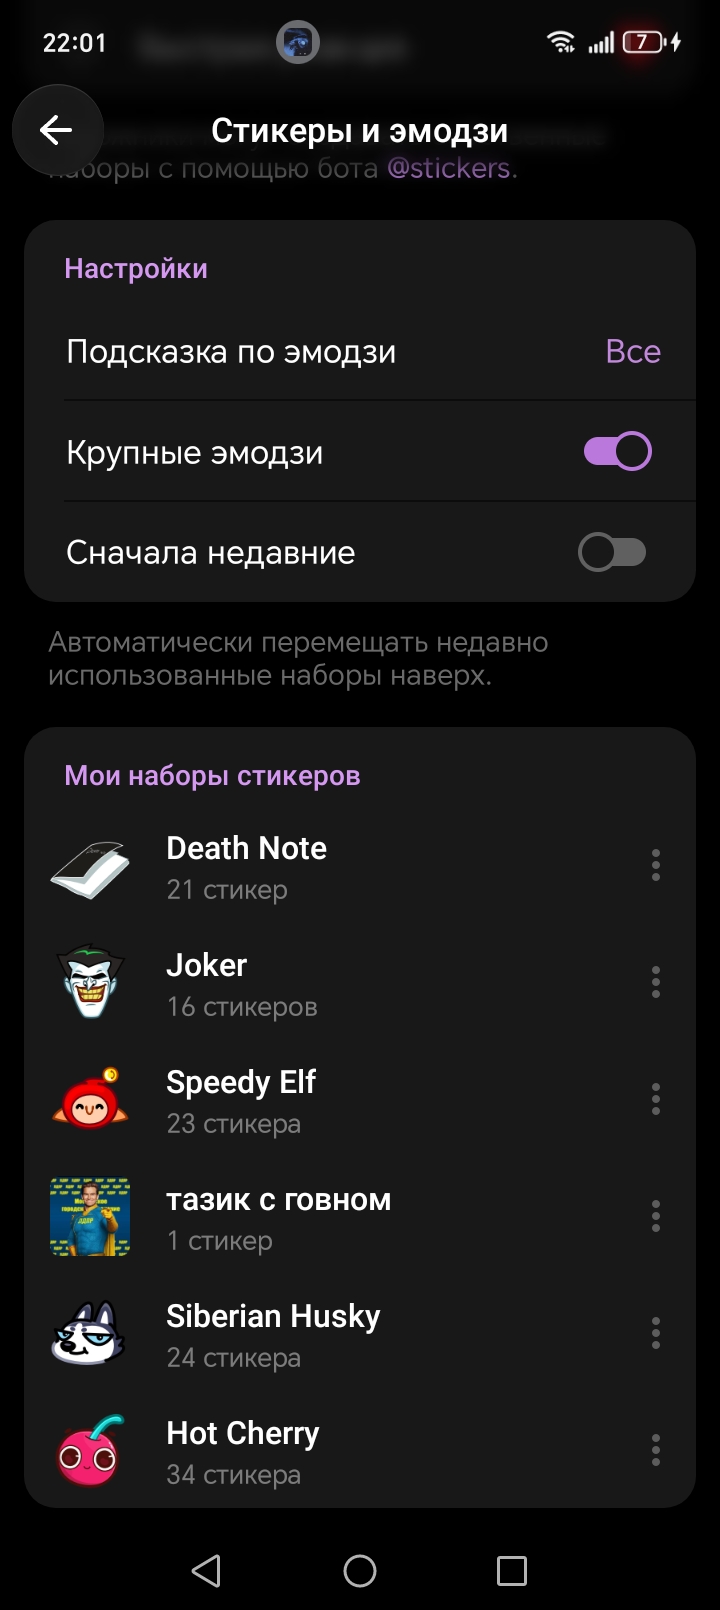 22:01
7
Стикеры и эмодзи
наборы с помощью бота @stickers.
Настройки
Подсказка по эмодзи
Все
Крупные эмодзи
Сначала недавние
Автоматически перемещать недавно
использованные наборы наверх.
Мои наборы стикеров
Death Note
21 стикер
Joker
16 стикеров
Speedy Elf
23 стикера
тазик с говном
1 стикер
Siberian Husky
24 стикера
Hot Cherry
34 стикера